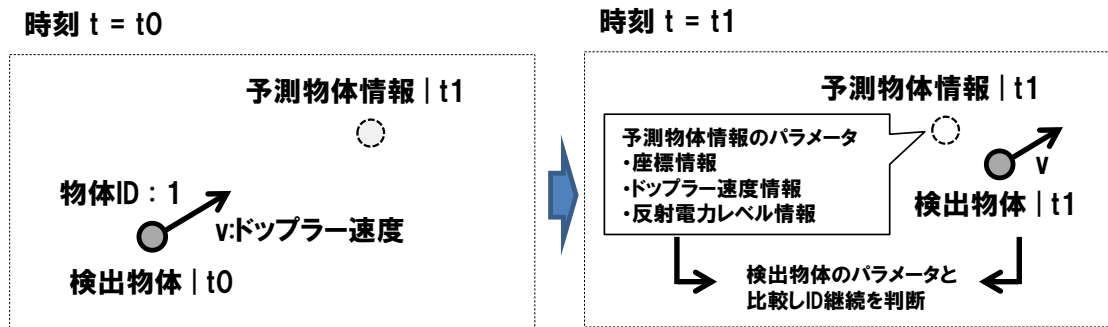 時刻 t = t0
予測物体情報 | t1
物体ID : 1
v:ドップラー速度
検出物体 | t0
時刻 t = t1
予測物体情報 | t1
予測物体情報のパラメータ
・座標情報
・ドップラー速度情報
・反射電力レベル情報
v
検出物体 | t1
検出物体のパラメータと
比較しID継続を判断